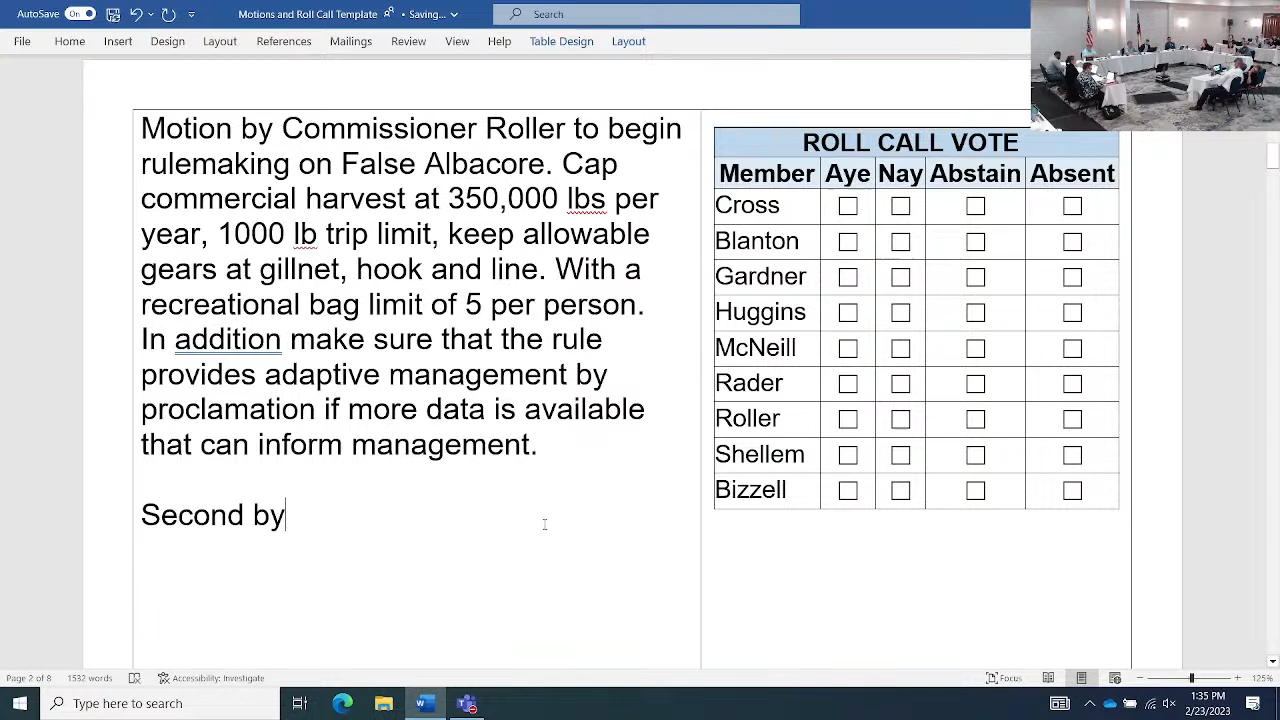 AutoSave On Motions and Roll Call Template • Saving... Search
File Home Insert Design Layout References Mailings Review View Help Table Design Layout
Motion by Commissioner Roller to begin
rulemaking on False Albacore. Cap
commercial harvest at 350,000 lbs per
year, 1000 lb trip limit, keep allowable
gears at gillnet, hook and line. With a
recreational bag limit of 5 per person.
In addition make sure that the rule
provides adaptive management by
proclamation if more data is available
that can inform management.
Second by
ROLL CALL VOTE
Member Aye Nay Abstain Absent
Cross
Blanton
Gardner
Huggins
McNeill
Rader
Roller
Shellem
Bizzell
Page 2 of 8 1532 words Accessibility: Investigate Focus 125%
Type here to search 1:35 PM
2/23/2023